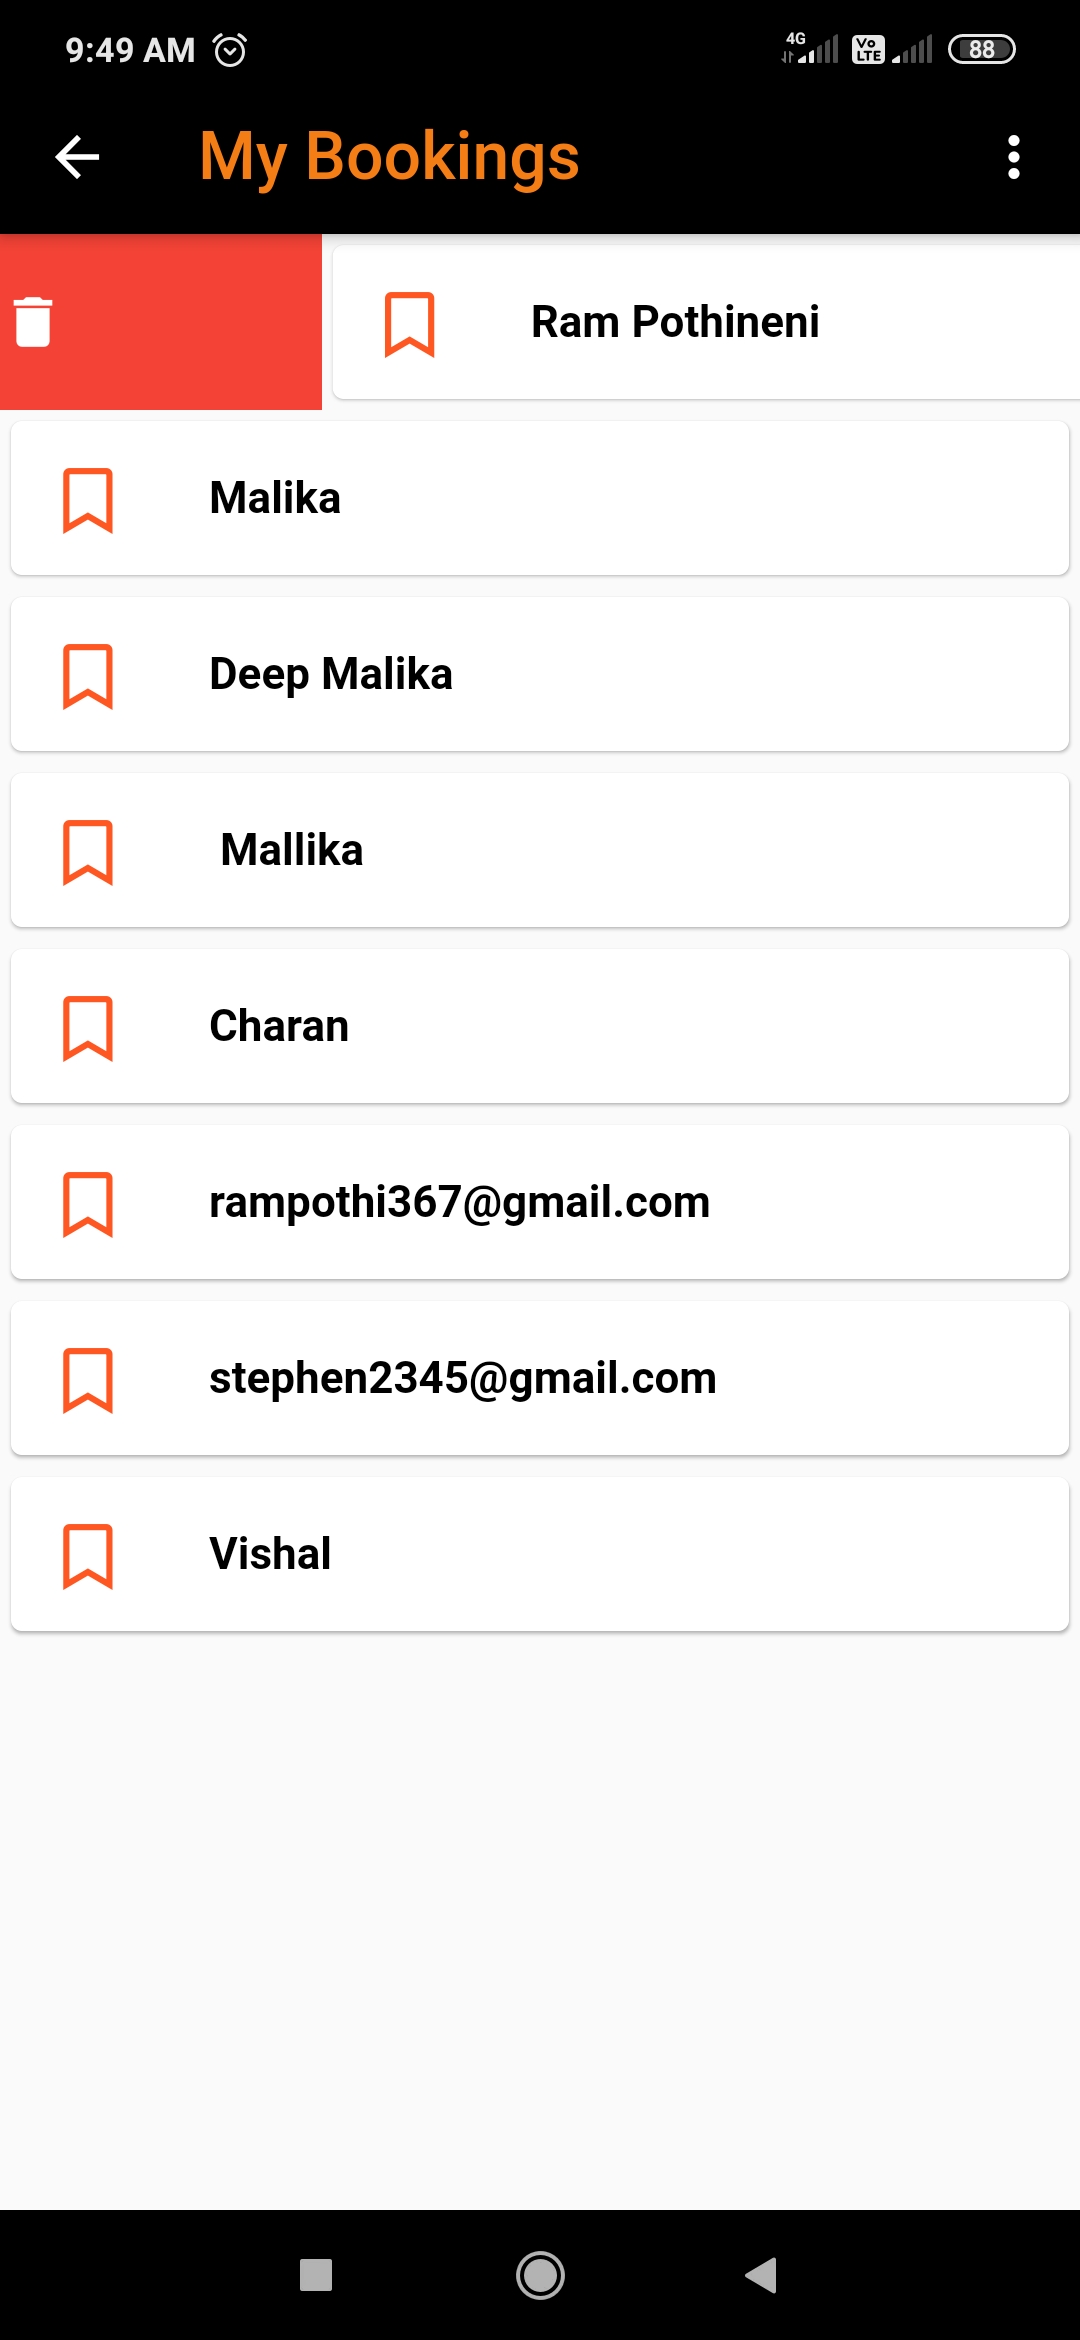 9:49 AM
4G
Vo
LTE
88
My Bookings
Ram Pothineni
Malika
Deep Malika
Mallika
Charan
rampothi367@gmail.com
stephen2345@gmail.com
Vishal